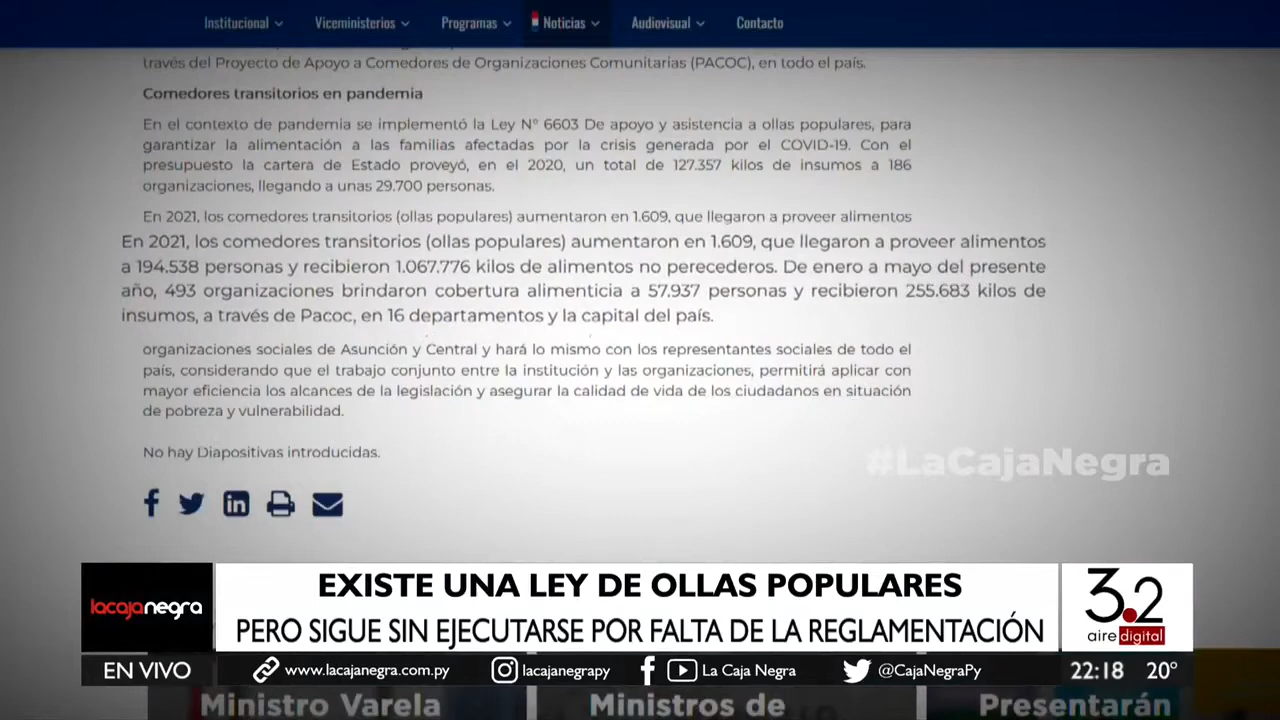 Institucional Viceministerios Programas Noticias Audiovisual Contacto
través del Proyecto de Apoyo a Comedores de Organizaciones Comunitarias (PACOC), en todo el país.
Comedores transitorios en pandemia
En el contexto de pandemia se implementó la Ley N° 6603 De apoyo y asistencia a ollas populares, para
garantizar la alimentación a las familias afectadas por la crisis generada por el COVID-19. Con el
presupuesto la cartera de Estado proveyó, en el 2020, un total de 127.357 kilos de insumos a 186
organizaciones, llegando a unas 29.700 personas.
En 2021, los comedores transitorios (ollas populares) aumentaron en 1.609, que llegaron a proveer alimentos
En 2021, los comedores transitorios (ollas populares) aumentaron en 1.609, que llegaron a proveer alimentos
a 194.538 personas y recibieron 1.067.776 kilos de alimentos no perecederos. De enero a mayo del presente
año, 493 organizaciones brindaron cobertura alimenticia a 57.937 personas y recibieron 255.683 kilos de
insumos, a través de Pacoc, en 16 departamentos y la capital del país.
organizaciones sociales de Asunción y Central y hará lo mismo con los representantes sociales de todo el
país, considerando que el trabajo conjunto entre la institución y las organizaciones, permitirá aplicar con
mayor eficiencia los alcances de la legislación y asegurar la calidad de vida de los ciudadanos en situación
de pobreza y vulnerabilidad.
No hay Diapositivas introducidas.
#LaCajaNegra
lacajanegra
EXISTE UNA LEY DE OLLAS POPULARES
PERO SIGUE SIN EJECUTARSE POR FALTA DE LA REGLAMENTACIÓN
3.2
aire digital
EN VIVO www.lacajanegra.com.py lacajanegrapy La Caja Negra @CajaNegraPy 22:18 20°
Ministro Varela Ministros de Presentarán